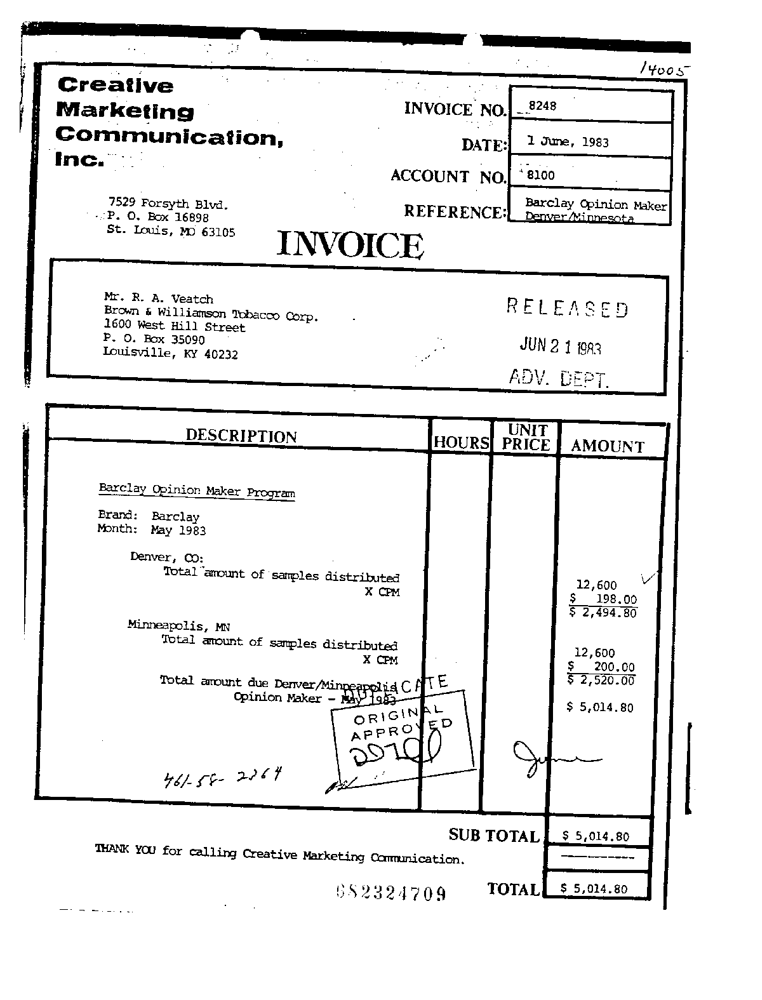 14005
Creative
Marketing
Communication,
Inc.
INVOICE NO. 8248
DATE: 1 June, 1983
ACCOUNT NO. 8100
REFERENCE: Barclay Opinion Maker
Denver/Minnesota
7529 Forsyth Blvd.
P. O. Box 16898
St. Louis, MO 63105
INVOICE
Mr. R. A. Veatch
Brown & Williamson Tobacco Corp.
1600 West Hill Street
P. O. Box 35090
Louisville, KY 40232
RELEASED
JUN 21 1983
ADV. DEPT.
DESCRIPTION HOURS UNIT PRICE AMOUNT
Barclay Opinion Maker Program
Brand: Barclay
Month: May 1983
Denver, CO:
Total amount of samples distributed 12,600
X CPM $ 198.00
$ 2,494.80
Minneapolis, MN
Total amount of samples distributed 12,600
X CPM $ 200.00
$ 2,520.00
Total amount due Denver/Minneapolis
Opinion Maker - May 1983 $ 5,014.80
DUPLICATE
ORIGINAL
APPROVED
June
461-58-2264
SUB TOTAL $ 5,014.80
THANK YOU for calling Creative Marketing Communication.
682324709
TOTAL $ 5,014.80